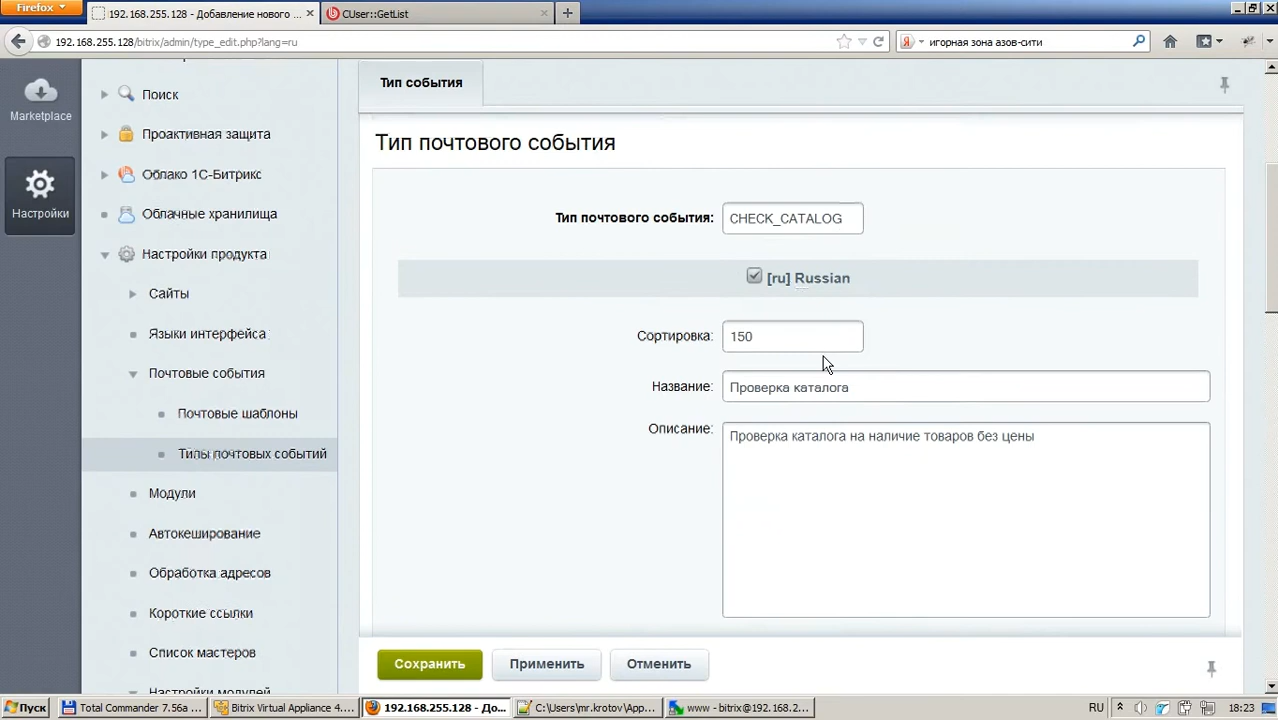 Firefox
192.168.255.128 - Добавление нового ...
CUser::GetList
192.168.255.128/bitrix/admin/type_edit.php?lang=ru
игорная зона азов-сити
Marketplace
Настройки
Поиск
Проактивная защита
Облако 1С-Битрикс
Облачные хранилища
Настройки продукта
Сайты
Языки интерфейса
Почтовые события
Почтовые шаблоны
Типы почтовых событий
Модули
Автокеширование
Обработка адресов
Короткие ссылки
Список мастеров
Настройки модулей
Тип события
Тип почтового события
Тип почтового события: CHECK_CATALOG
[ru] Russian
Сортировка: 150
Название: Проверка каталога
Описание: Проверка каталога на наличие товаров без цены
Сохранить Применить Отменить
Пуск
Total Commander 7.56a ...
Bitrix Virtual Appliance 4....
192.168.255.128 - До...
C:\Users\mr.krotov\App...
www - bitrix@192.168.2...
RU
18:23